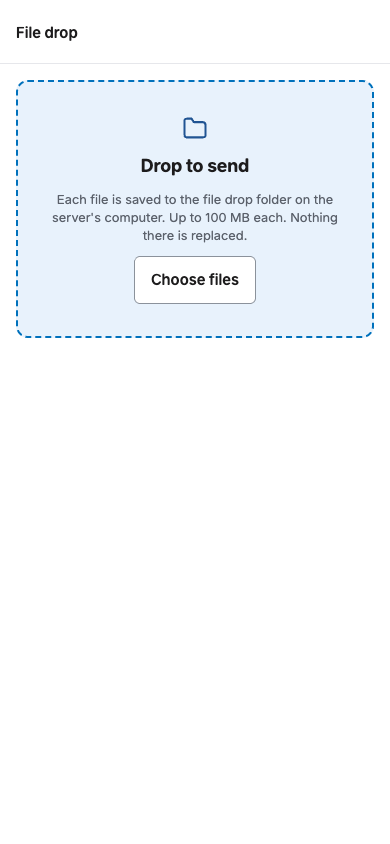 File drop
Drop to send
Each file is saved to the file drop folder on the
server's computer. Up to 100 MB each. Nothing
there is replaced.
Choose files